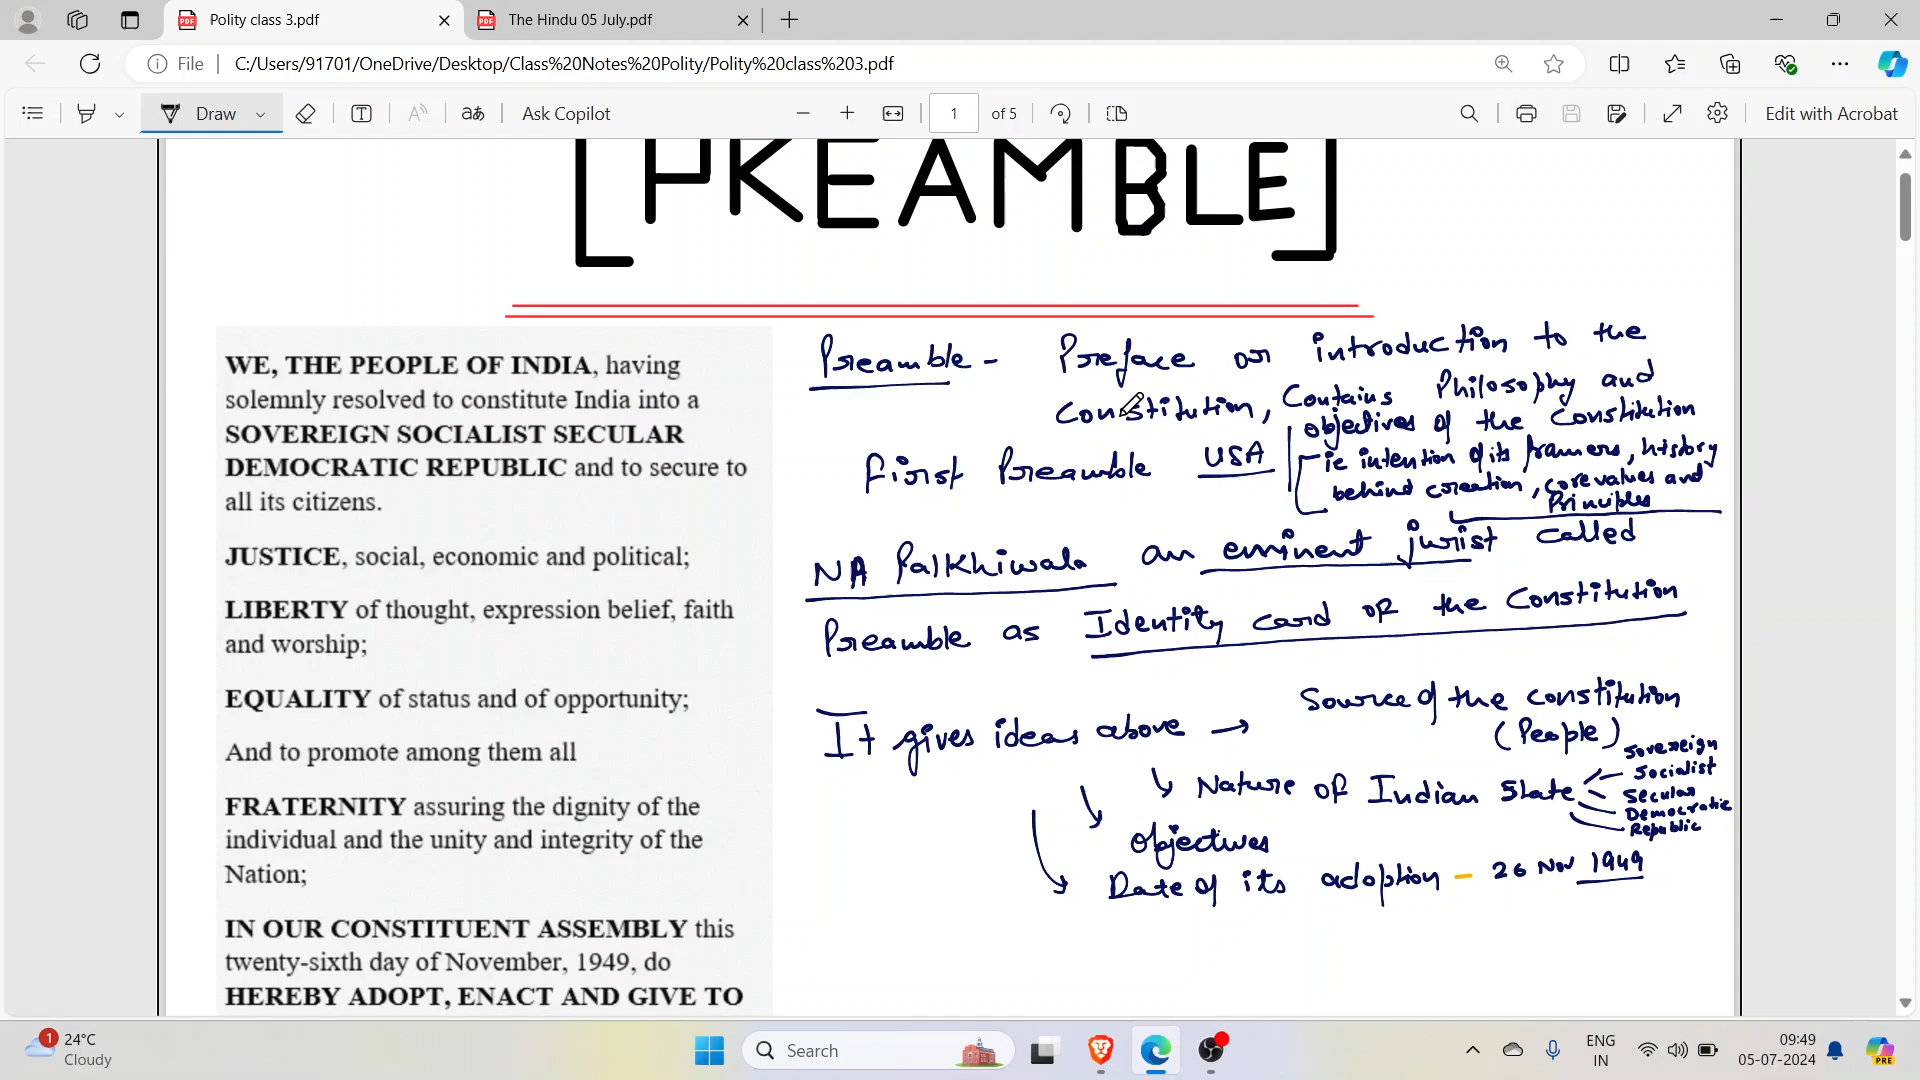 Polity class 3.pdf
The Hindu 05 July.pdf
File
C:/Users/91701/OneDrive/Desktop/Class%20Notes%20Polity/Polity%20class%203.pdf
Draw
Ask Copilot
1 of 5
Edit with Acrobat
[PREAMBLE]
WE, THE PEOPLE OF INDIA, having
solemnly resolved to constitute India into a
SOVEREIGN SOCIALIST SECULAR
DEMOCRATIC REPUBLIC and to secure to
all its citizens.
JUSTICE, social, economic and political;
LIBERTY of thought, expression belief, faith
and worship;
EQUALITY of status and of opportunity;
And to promote among them all
FRATERNITY assuring the dignity of the
individual and the unity and integrity of the
Nation;
IN OUR CONSTITUENT ASSEMBLY this
twenty-sixth day of November, 1949, do
HEREBY ADOPT, ENACT AND GIVE TO
Preamble - Preface or introduction to the
Constitution, Contains Philosophy and
objectives of the Constitution
ie intention of its framers, history
behind creation, core values and
Principles
First Preamble USA
NA Palkhiwala an eminent jurist called
Preamble as Identity card of the Constitution
It gives ideas above → Source of the constitution
(People)
Nature of Indian State
Sovereign
Socialist
Secular
Democratic
Republic
Objectives
Date of its adoption - 26 Nov 1949
1
24°C
Cloudy
Search
ENG
IN
09:49
05-07-2024
PRE